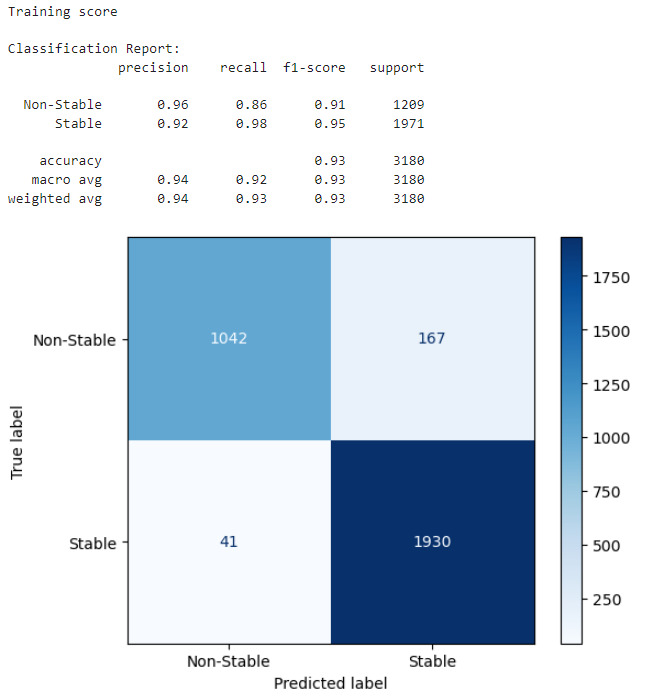 Training score
Classification Report:
precision recall f1-score support
Non-Stable 0.96 0.86 0.91 1209
Stable 0.92 0.98 0.95 1971
accuracy 0.93 3180
macro avg 0.94 0.92 0.93 3180
weighted avg 0.94 0.93 0.93 3180
Non-Stable
Stable
True label
1042 167
41 1930
Non-Stable Stable
Predicted label
1750
1500
1250
1000
750
500
250